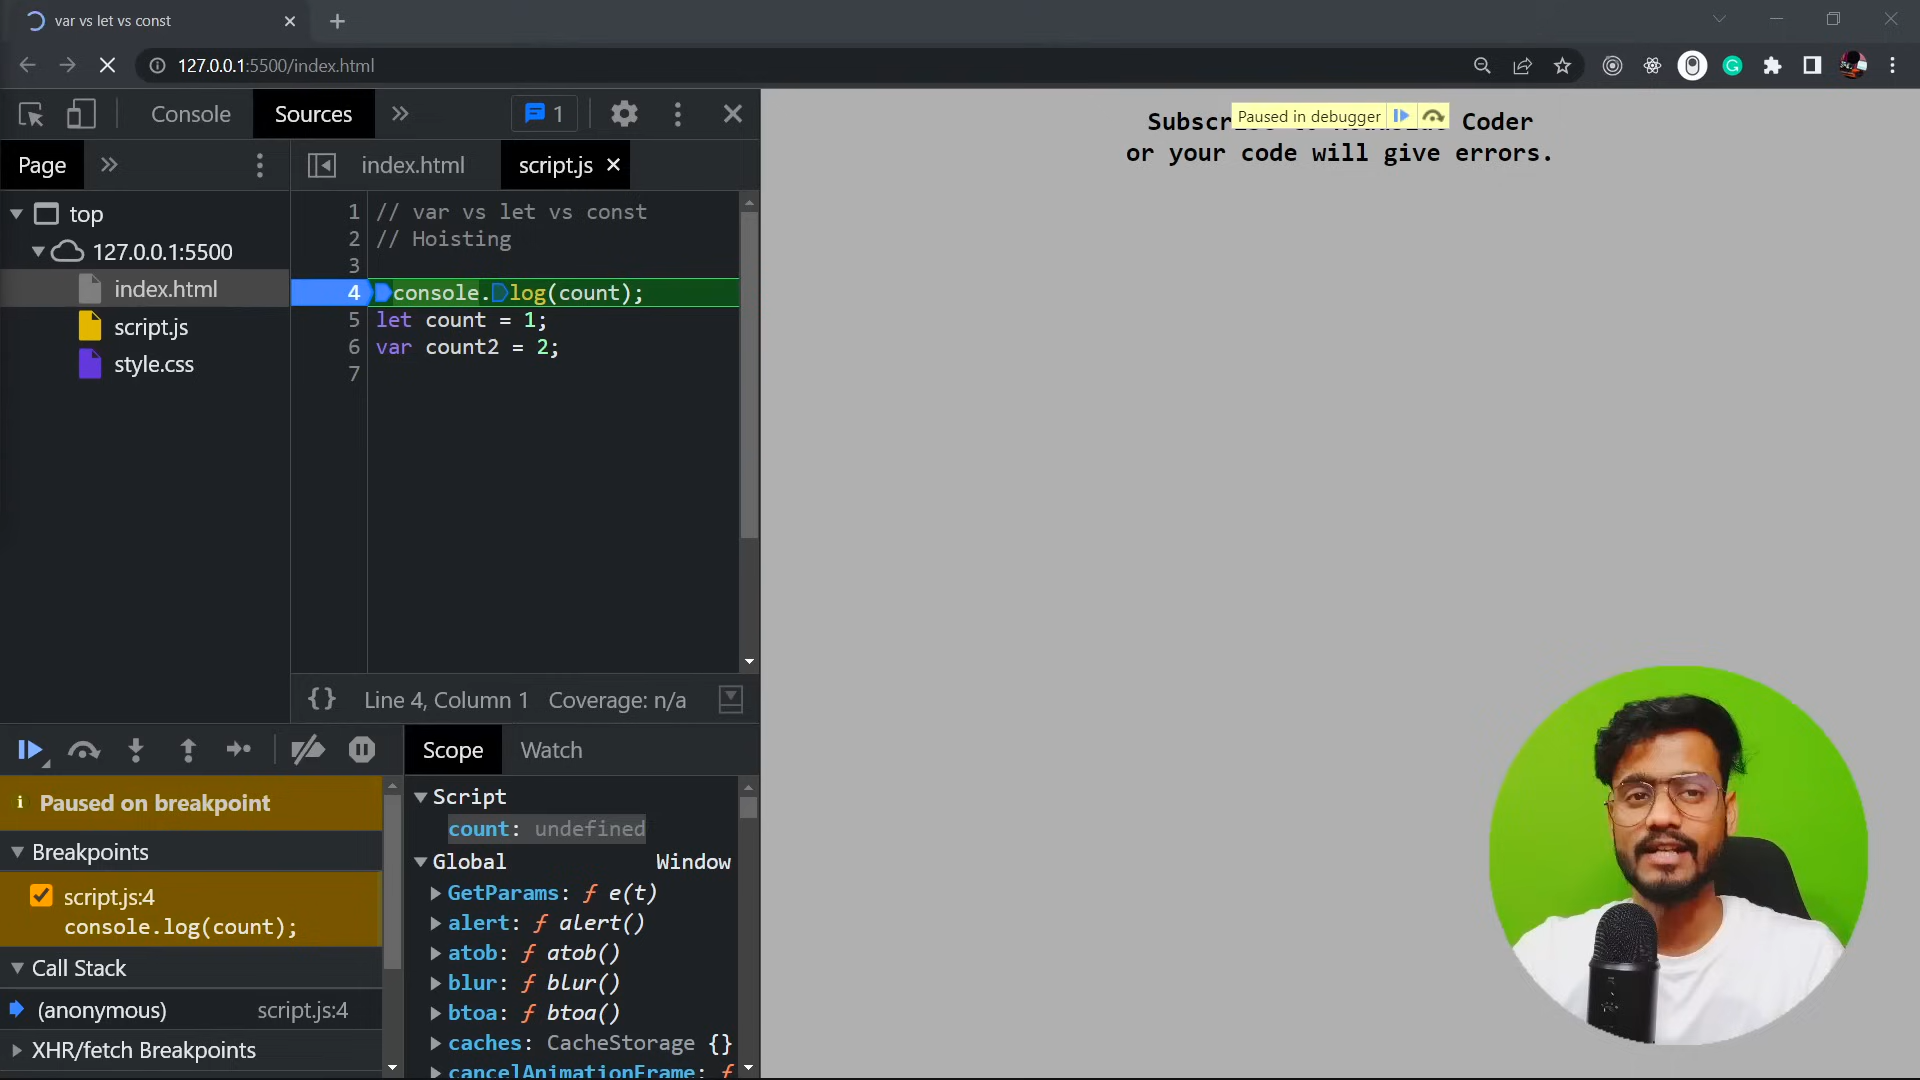 var vs let vs const
127.0.0.1:5500/index.html
Console
Sources
1
Page
index.html
script.js
top
127.0.0.1:5500
index.html
script.js
style.css
1 // var vs let vs const
2 // Hoisting
3
4 console.log(count);
5 let count = 1;
6 var count2 = 2;
7
{} Line 4, Column 1 Coverage: n/a
Paused on breakpoint
Breakpoints
script.js:4
console.log(count);
Call Stack
(anonymous) script.js:4
XHR/fetch Breakpoints
Scope
Watch
Script
count: undefined
Global Window
GetParams: ƒ e(t)
alert: ƒ alert()
atob: ƒ atob()
blur: ƒ blur()
btoa: ƒ btoa()
caches: CacheStorage {}
cancelAnimationFrame: ƒ
Paused in debugger
Coder
or your code will give errors.